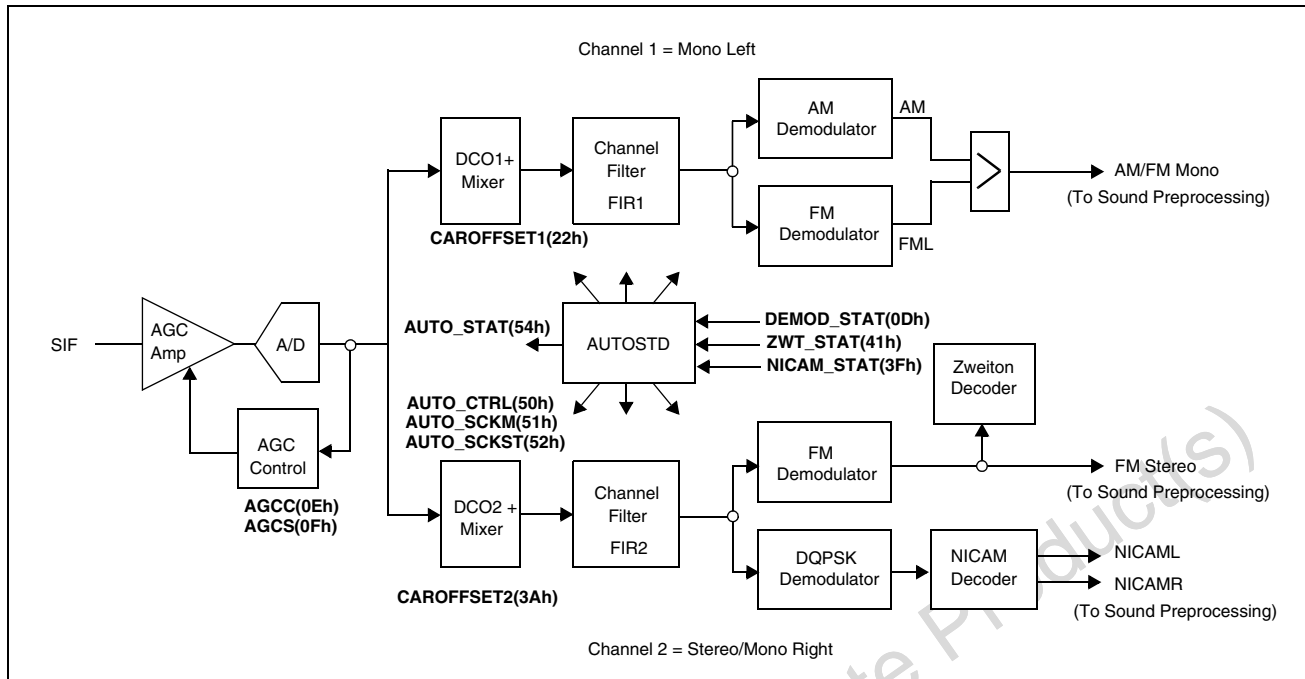 Channel 1 = Mono Left
AM
Demodulator
AM
DCO1+
Mixer
Channel
Filter
FIR1
AM/FM Mono
(To Sound Preprocessing)
FM
Demodulator
FML
CAROFFSET1(22h)
SIF
AGC
Amp
A/D
AUTO_STAT(54h)
AUTOSTD
DEMOD_STAT(0Dh)
ZWT_STAT(41h)
NICAM_STAT(3Fh)
Zweiton
Decoder
AUTO_CTRL(50h)
AUTO_SCKM(51h)
AUTO_SCKST(52h)
AGC
Control
AGCC(0Eh)
AGCS(0Fh)
DCO2 +
Mixer
Channel
Filter
FIR2
FM
Demodulator
FM Stereo
(To Sound Preprocessing)
DQPSK
Demodulator
NICAM
Decoder
NICAML
NICAMR
(To Sound Preprocessing)
CAROFFSET2(3Ah)
Channel 2 = Stereo/Mono Right